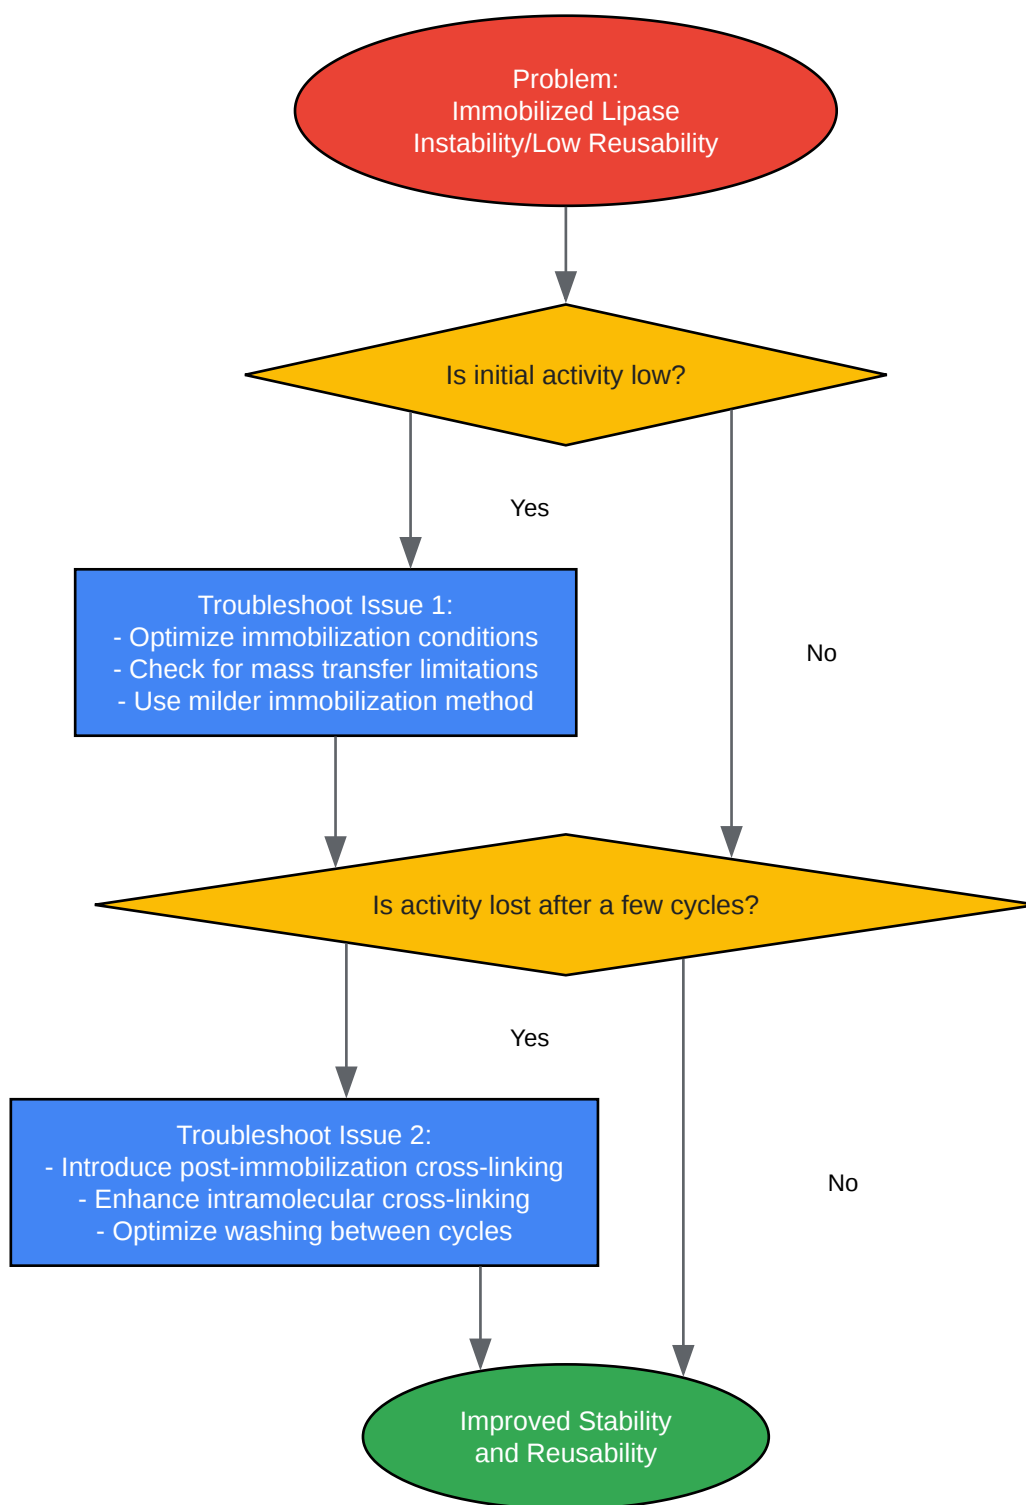 Problem:
Immobilized Lipase
Instability/Low Reusability
Is initial activity low?
Yes
Troubleshoot Issue 1:
- Optimize immobilization conditions
- Check for mass transfer limitations
- Use milder immobilization method
No
Is activity lost after a few cycles?
Yes
Troubleshoot Issue 2:
- Introduce post-immobilization cross-linking
- Enhance intramolecular cross-linking
- Optimize washing between cycles
No
Improved Stability
and Reusability